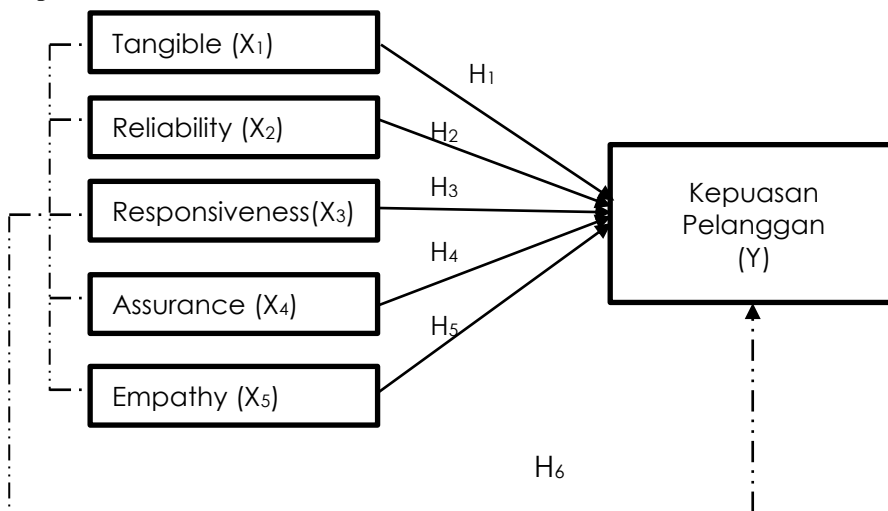 Tangible (X₁)
H₁
Reliability (X₂)
H₂
Responsiveness(X₃)
H₃
Kepuasan
Pelanggan
(Y)
Assurance (X₄)
H₄
Empathy (X₅)
H₅
H₆